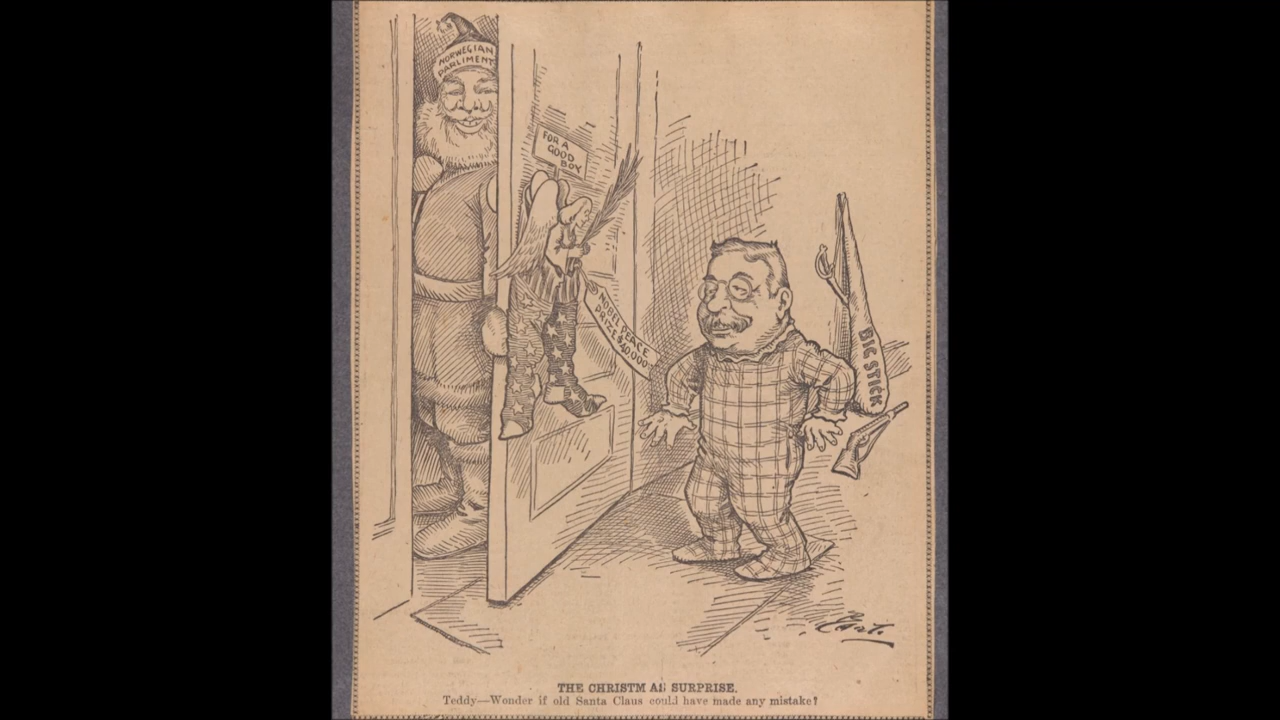 NORWEGIAN
PARLIMENT
FOR A
GOOD
BOY
NOBEL PEACE
PRIZE $40000
BIG STICK
THE CHRISTMAS SURPRISE.
Teddy—Wonder if old Santa Claus could have made any mistake?